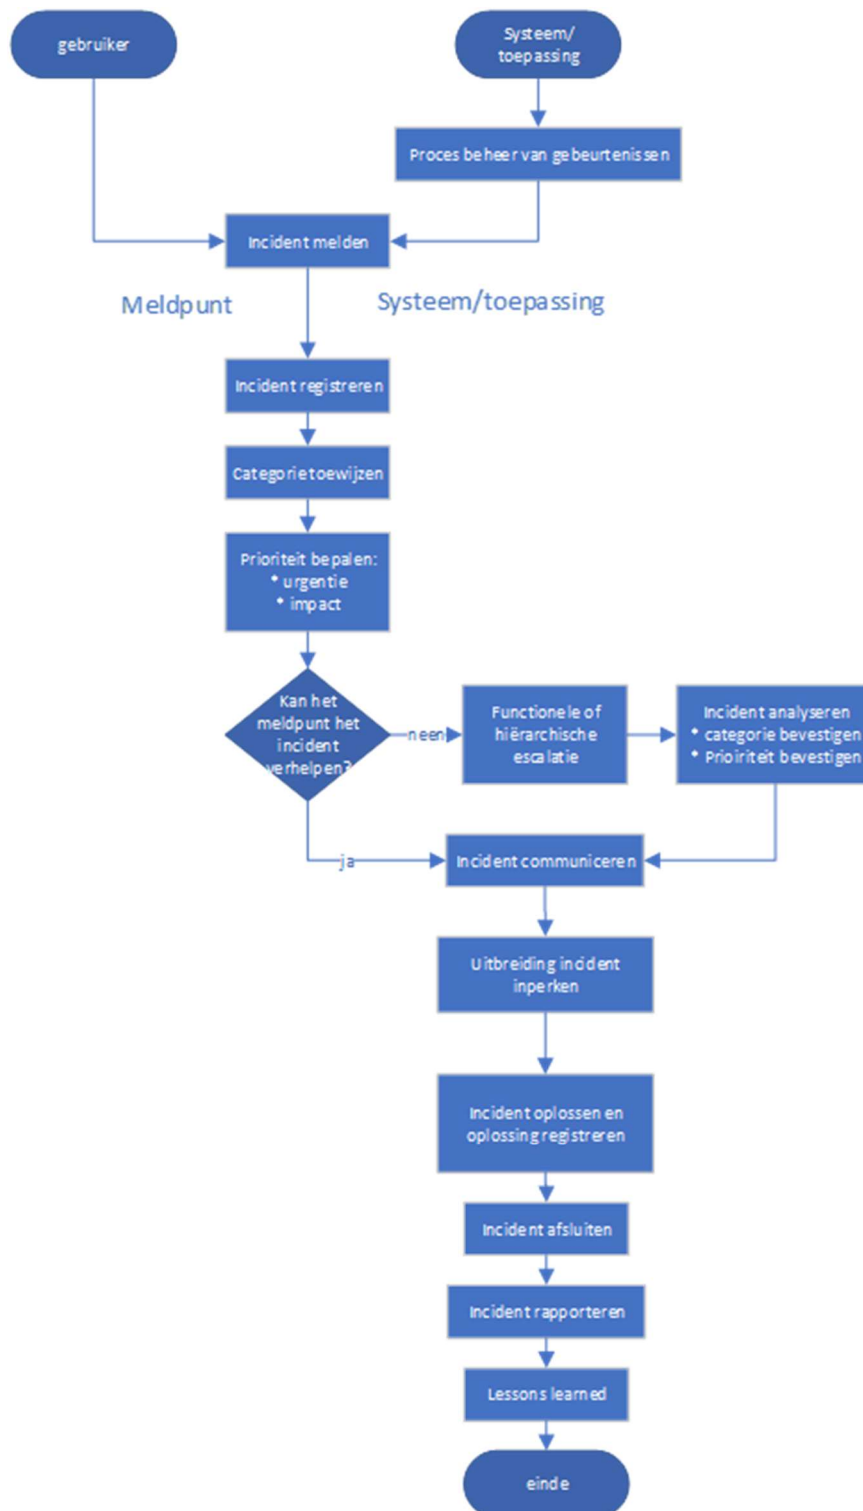 gebruiker
Systeem/
toepassing
Proces beheer van gebeurtenissen
Incident melden
Meldpunt
Systeem/toepassing
Incident registreren
Categorie toewijzen
Prioriteit bepalen:
* urgentie
* impact
Kan het
meldpunt het
incident
verhelpen?
neen
Functionele of
hiërarchische
escalatie
Incident analyseren
* categorie bevestigen
* Prioiriteit bevestigen
ja
Incident communiceren
Uitbreiding incident
inperken
Incident oplossen en
oplossing registreren
Incident afsluiten
Incident rapporteren
Lessons learned
einde